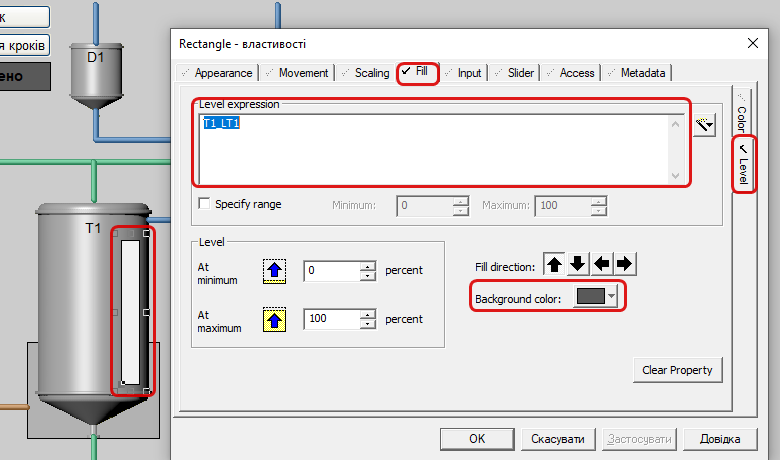 к
я кроків
ено
D1
T1
Rectangle - властивості
Appearance
Movement
Scaling
Fill
Input
Slider
Access
Metadata
Level expression
T1_LT1
Color
Level
Specify range
Minimum:
0
Maximum:
100
Level
At minimum
0
percent
At maximum
100
percent
Fill direction:
Background color:
Clear Property
OK
Скасувати
Застосувати
Довідка